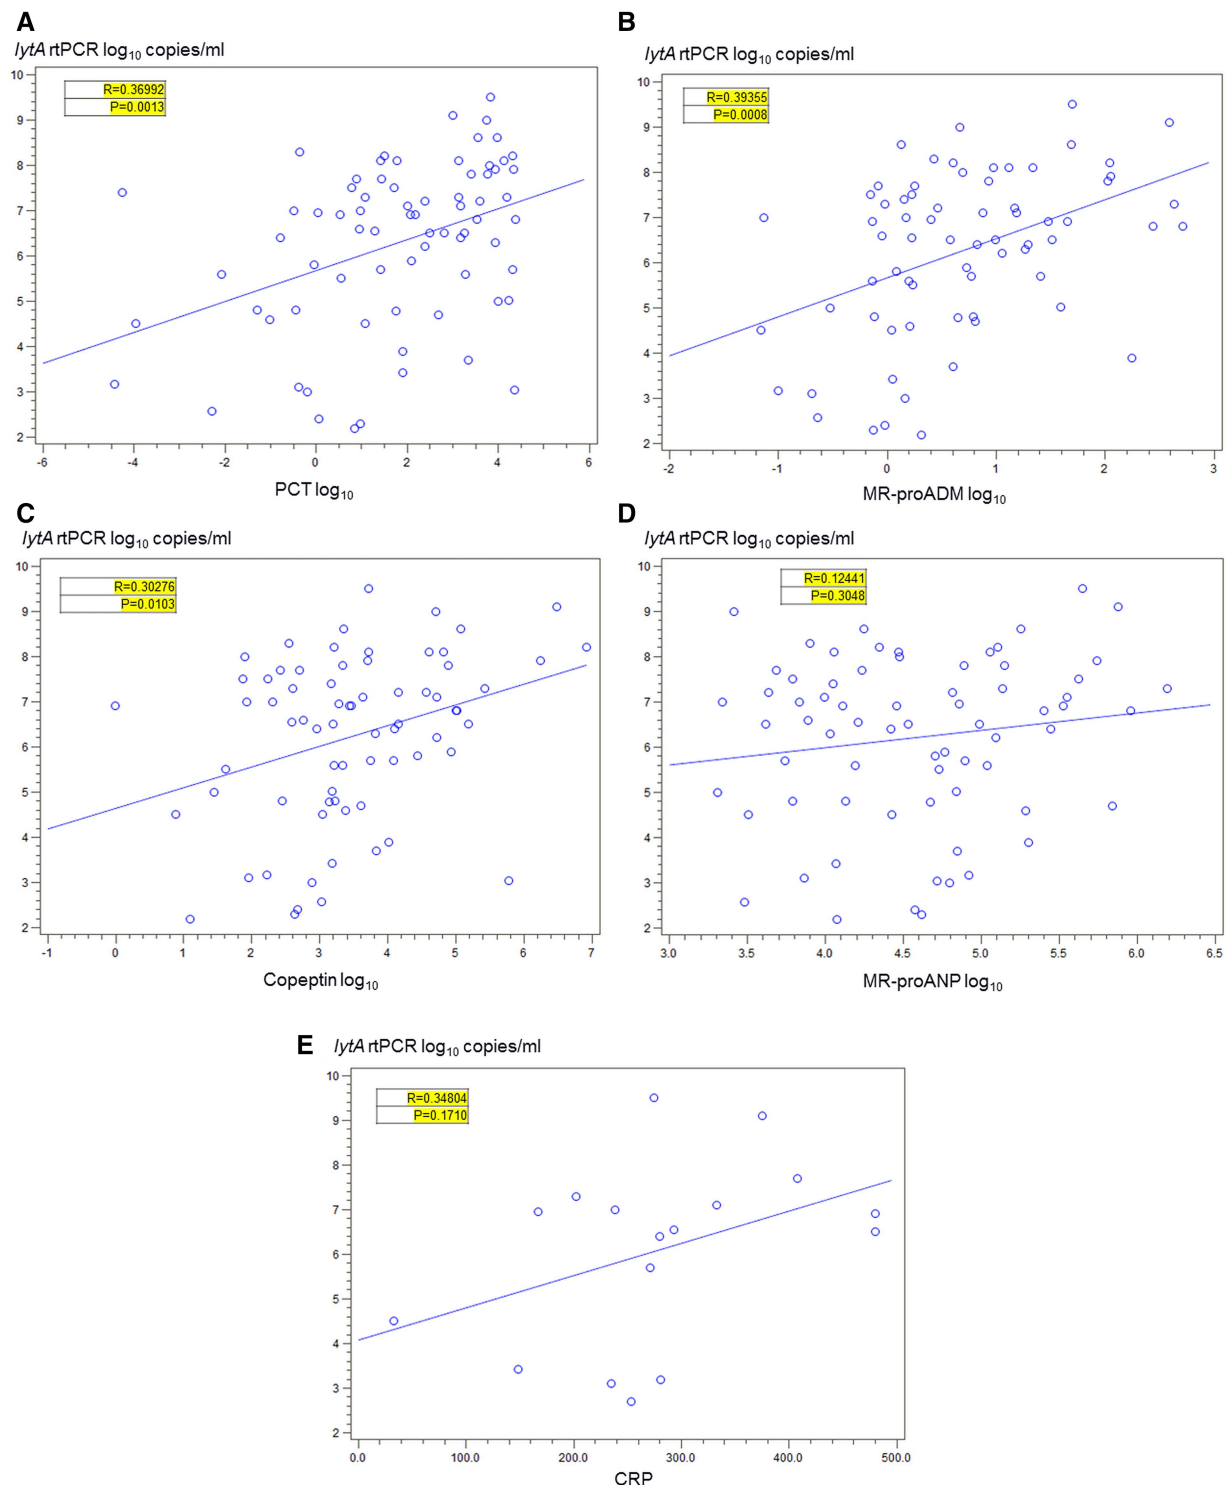 A
lytA rtPCR log10 copies/ml
R=0.36992
P=0.0013
10
9
8
7
6
5
4
3
2
-6 -4 -2 0 2 4 6
PCT log10
B
lytA rtPCR log10 copies/ml
R=0.39355
P=0.0008
10
9
8
7
6
5
4
3
2
-2 -1 0 1 2 3
MR-proADM log10
C
lytA rtPCR log10 copies/ml
R=0.30276
P=0.0103
10
9
8
7
6
5
4
3
2
-1 0 1 2 3 4 5 6 7
Copeptin log10
D
lytA rtPCR log10 copies/ml
R=0.12441
P=0.3048
10
9
8
7
6
5
4
3
2
3.0 3.5 4.0 4.5 5.0 5.5 6.0 6.5
MR-proANP log10
E
lytA rtPCR log10 copies/ml
R=0.34804
P=0.1710
10
9
8
7
6
5
4
3
2
0.0 100.0 200.0 300.0 400.0 500.0
CRP